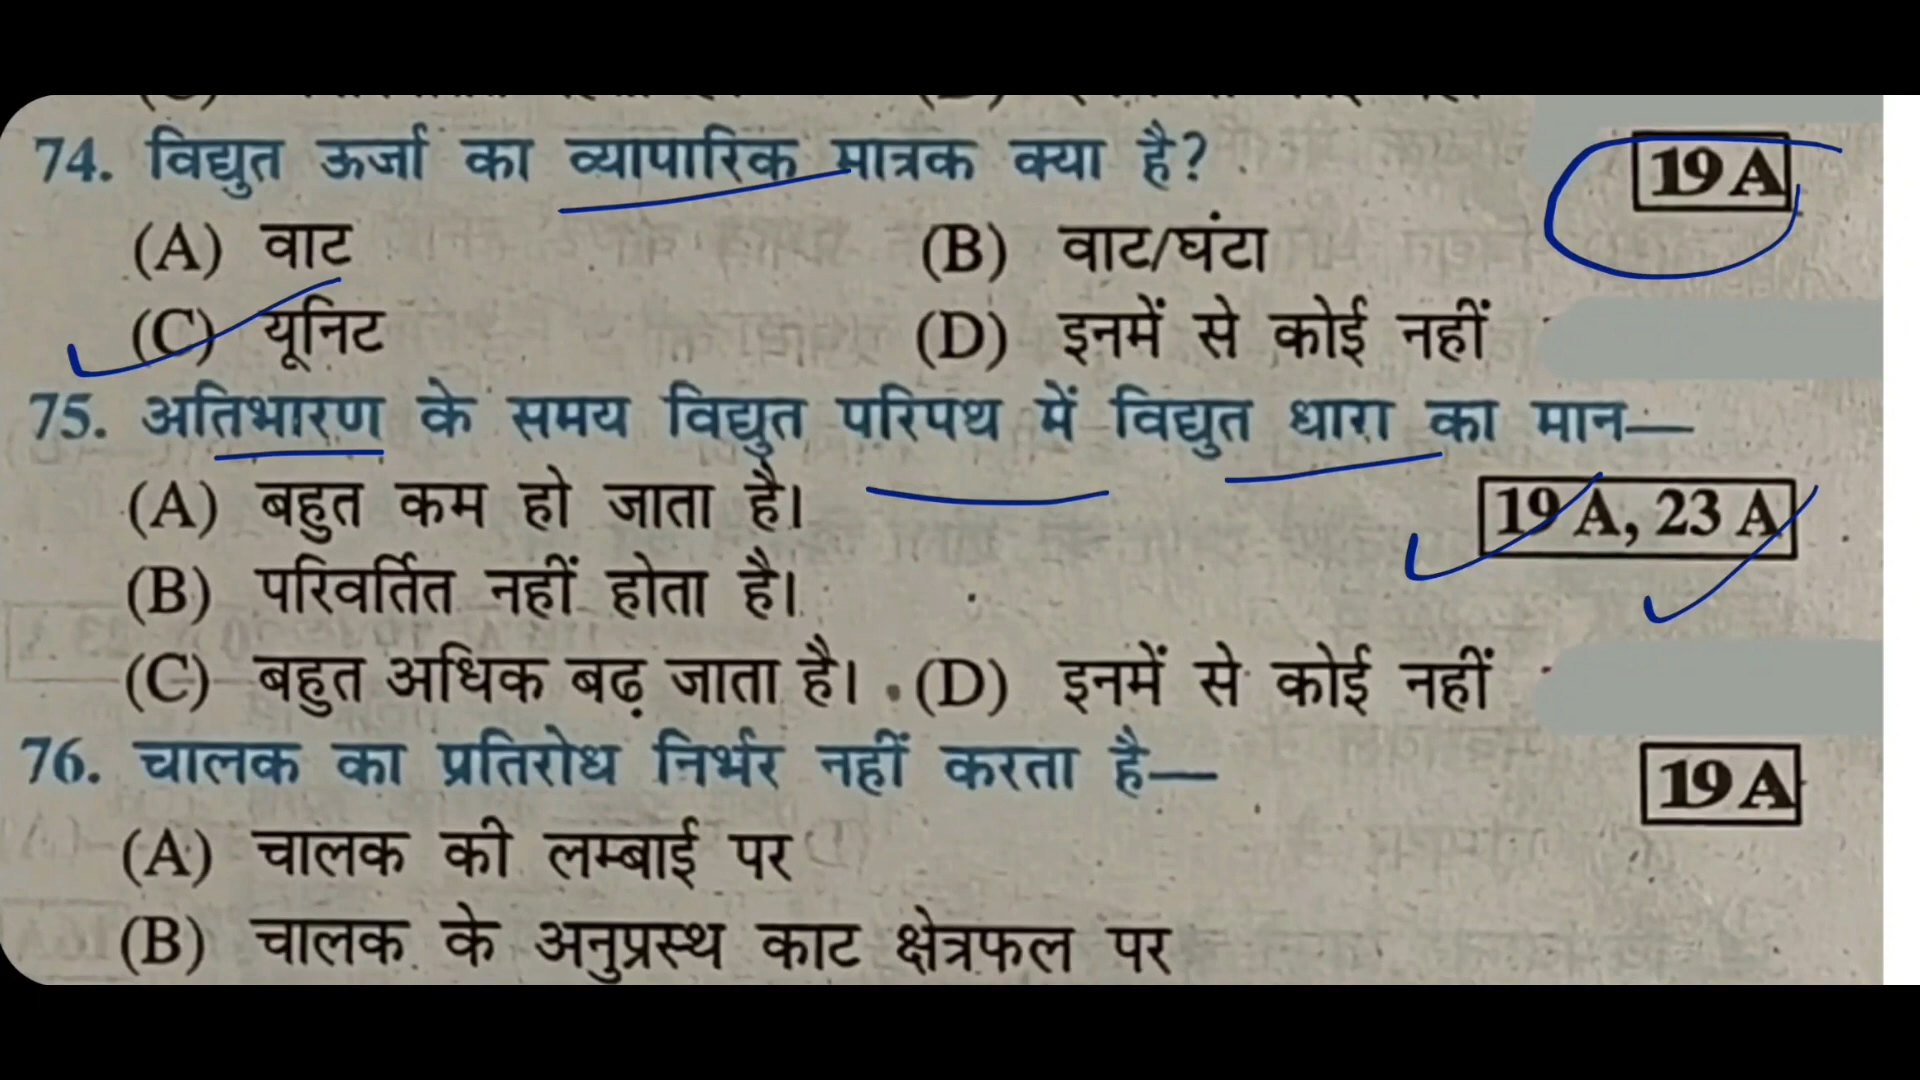 74. विद्युत ऊर्जा का व्यापारिक मात्रक क्या है? 19 A
(A) वाट (B) वाट/घंटा
(C) यूनिट (D) इनमें से कोई नहीं
75. अतिभारण के समय विद्युत परिपथ में विद्युत धारा का मान—
(A) बहुत कम हो जाता है। 19 A, 23 A
(B) परिवर्तित नहीं होता है।
(C) बहुत अधिक बढ़ जाता है। (D) इनमें से कोई नहीं
76. चालक का प्रतिरोध निर्भर नहीं करता है— 19 A
(A) चालक की लम्बाई पर
(B) चालक के अनुप्रस्थ काट क्षेत्रफल पर